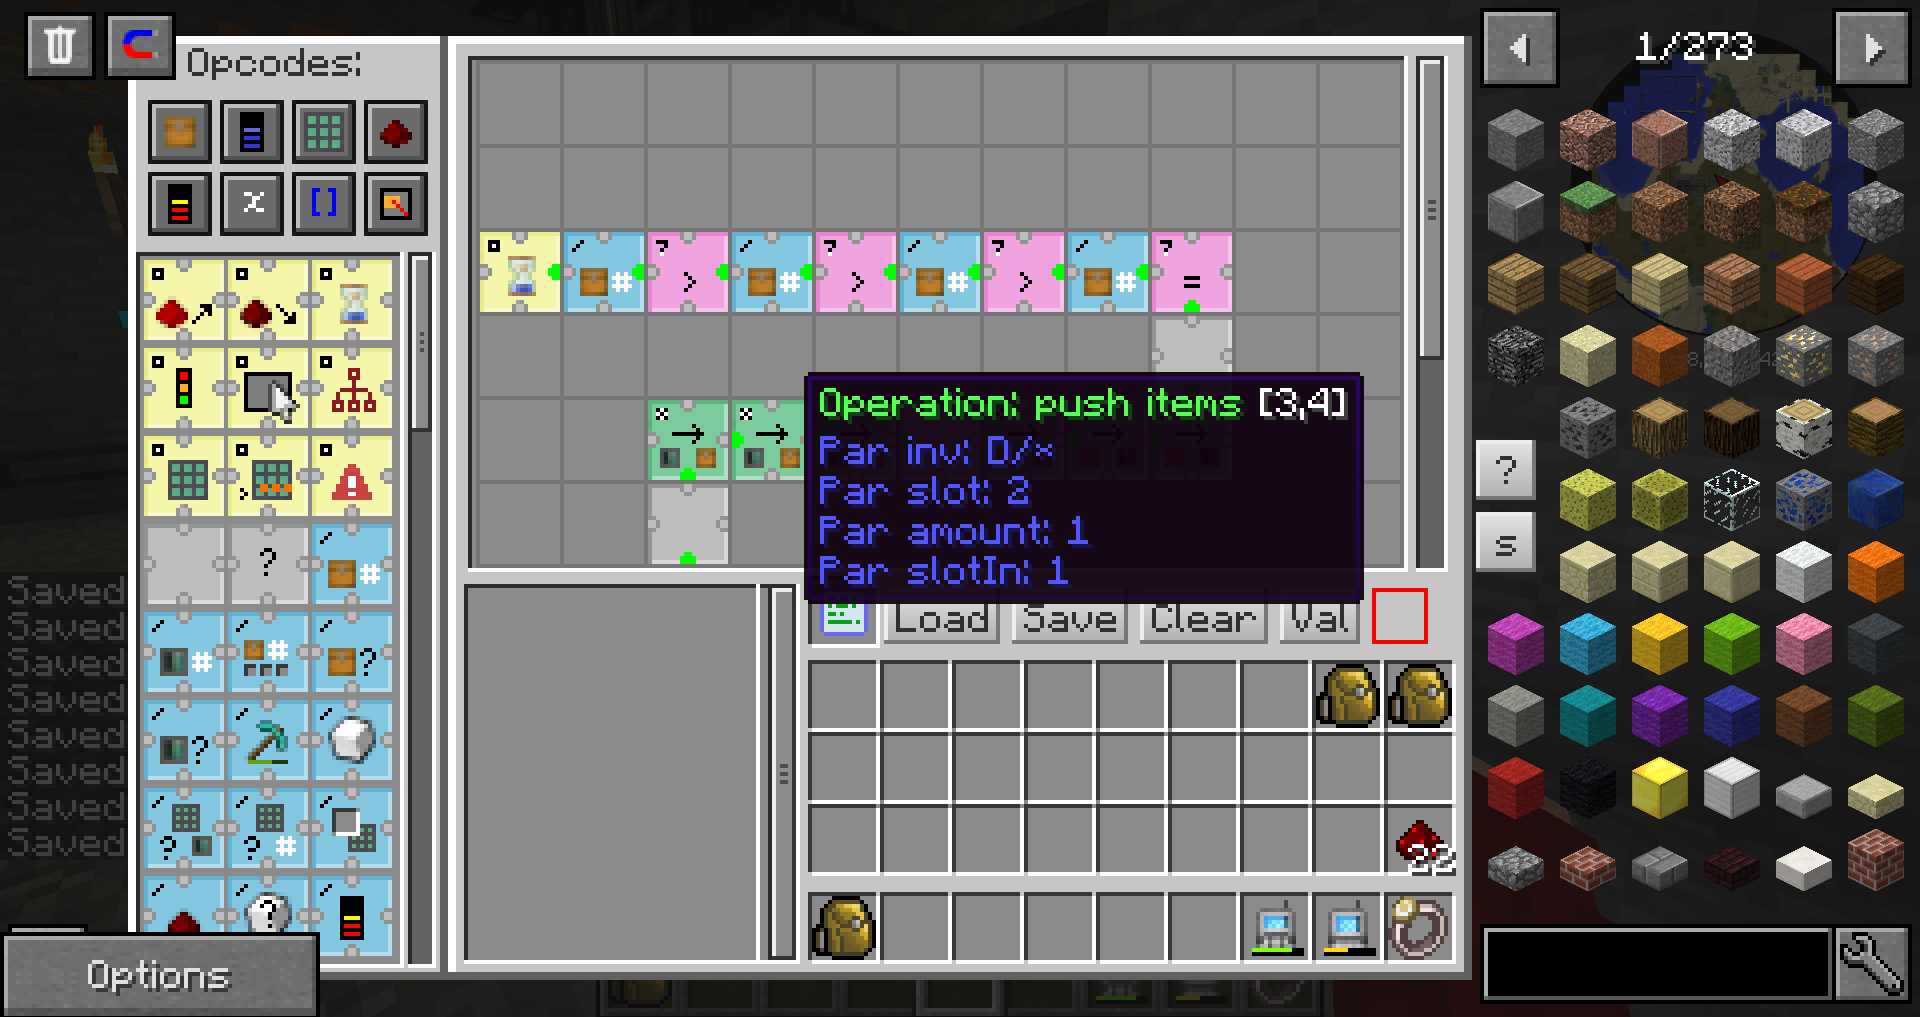 Opcodes:
1/273
Operation: push items [3,4]
Par inv: D/×
Par slot: 2
Par amount: 1
Par slotIn: 1
Load
Save
Clear
Val
?
s
22
Saved
Saved
Saved
Saved
Saved
Saved
Saved
Saved
Options